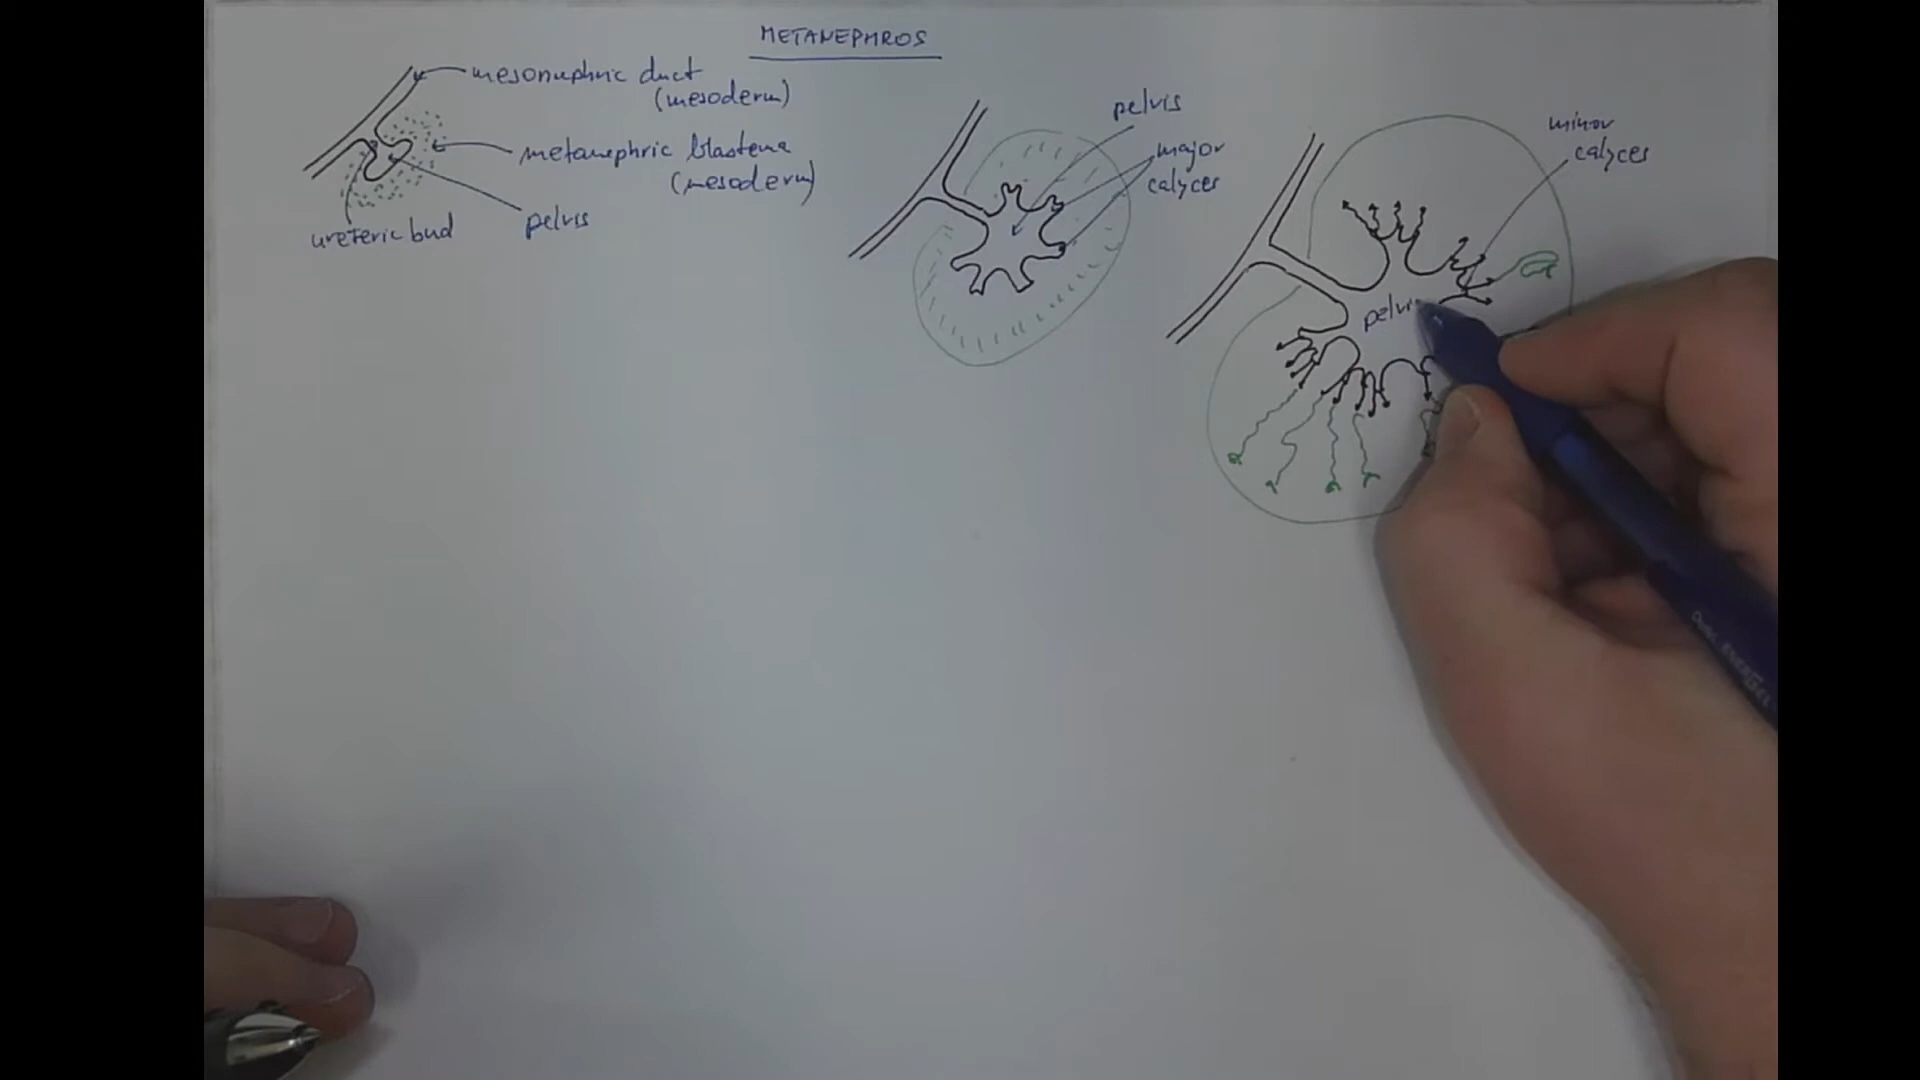 METANEPHROS
mesonephric duct
(mesoderm)
metanephric blastema
(mesoderm)
pelvis
ureteric bud
pelvis
major
calyces
minor
calyces
pelvis